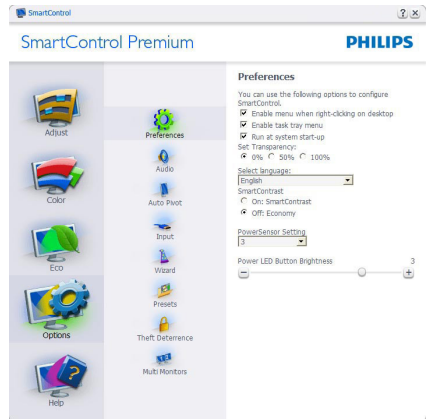 SmartControl
SmartControl Premium
PHILIPS
Adjust
Color
Eco
Options
Help
Preferences
Audio
Auto Pivot
Input
Wizard
Presets
Theft Deterrence
Multi Monitors
Preferences
You can use the following options to configure
SmartControl.
Enable menu when right-clicking on desktop
Enable task tray menu
Run at system start-up
Set Transparency:
0% 50% 100%
Select language:
English
SmartContrast
On: SmartContrast
Off: Economy
PowerSensor Setting
3
Power LED Button Brightness 3